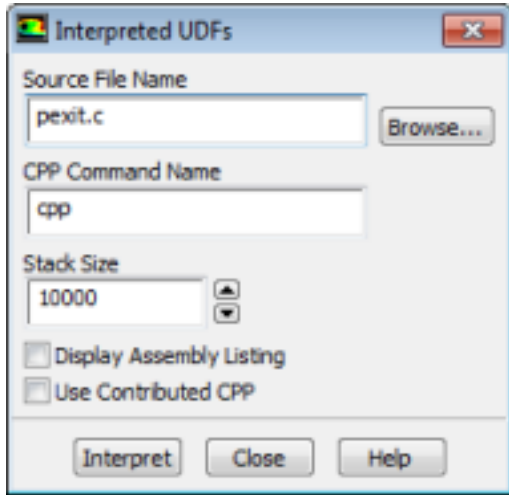 Interpreted UDFs
Source File Name
pexit.c
Browse...
CPP Command Name
cpp
Stack Size
10000
Display Assembly Listing
Use Contributed CPP
Interpret Close Help